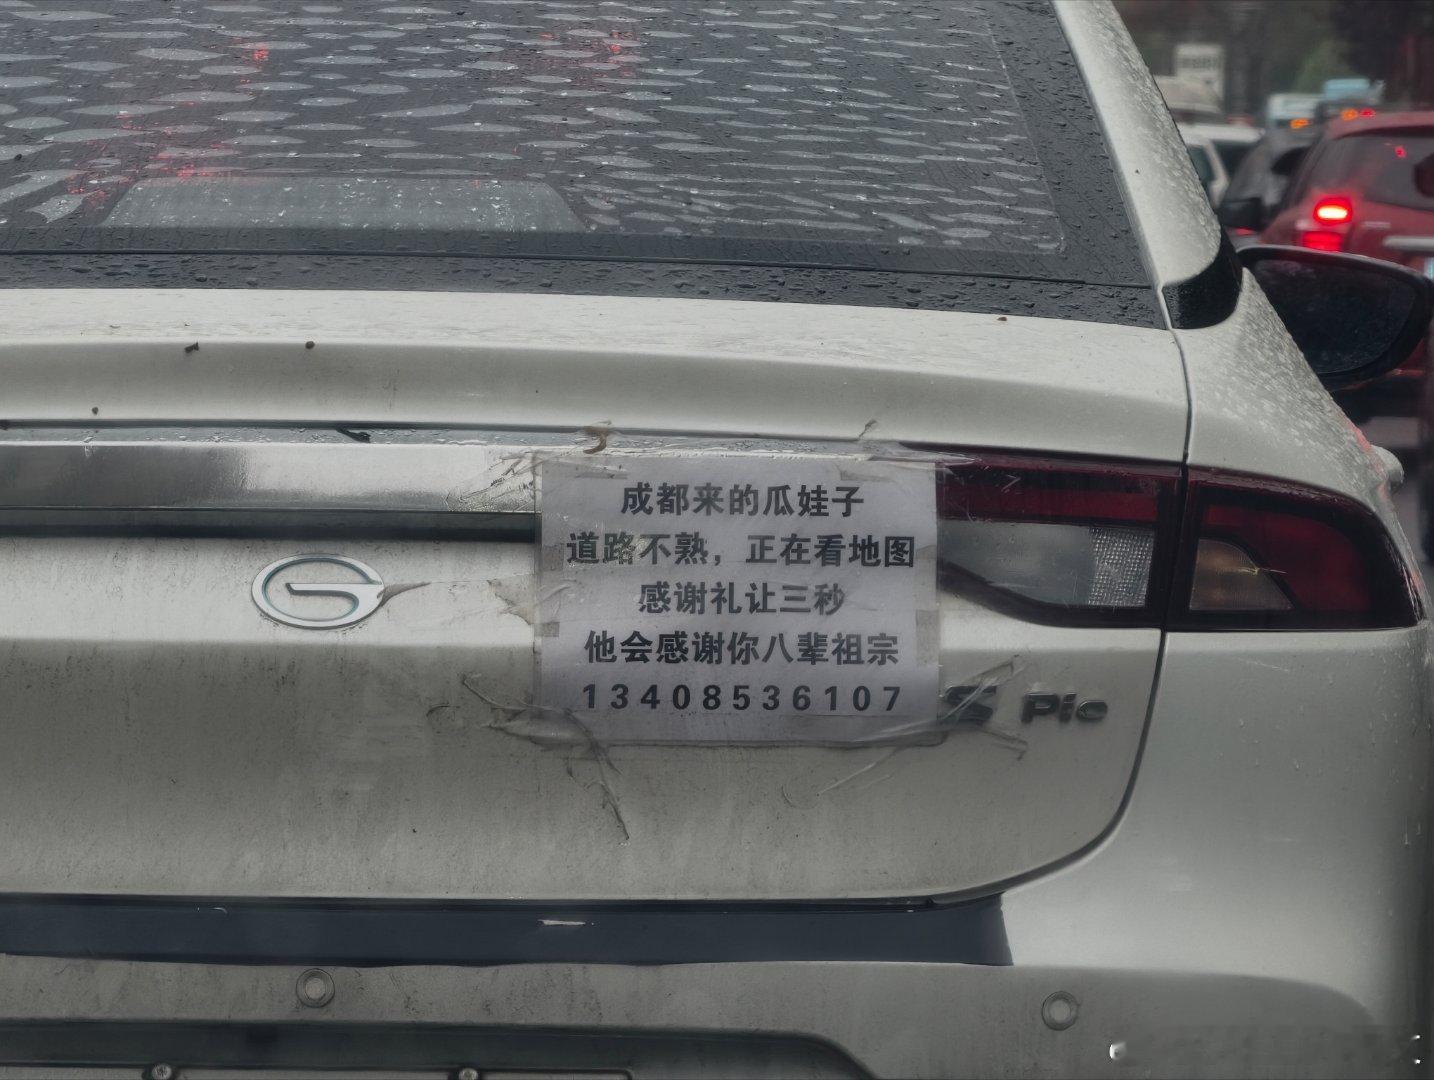 成都来的瓜娃子
道路不熟，正在看地图
感谢礼让三秒
他会感谢你八辈祖宗
13408536107